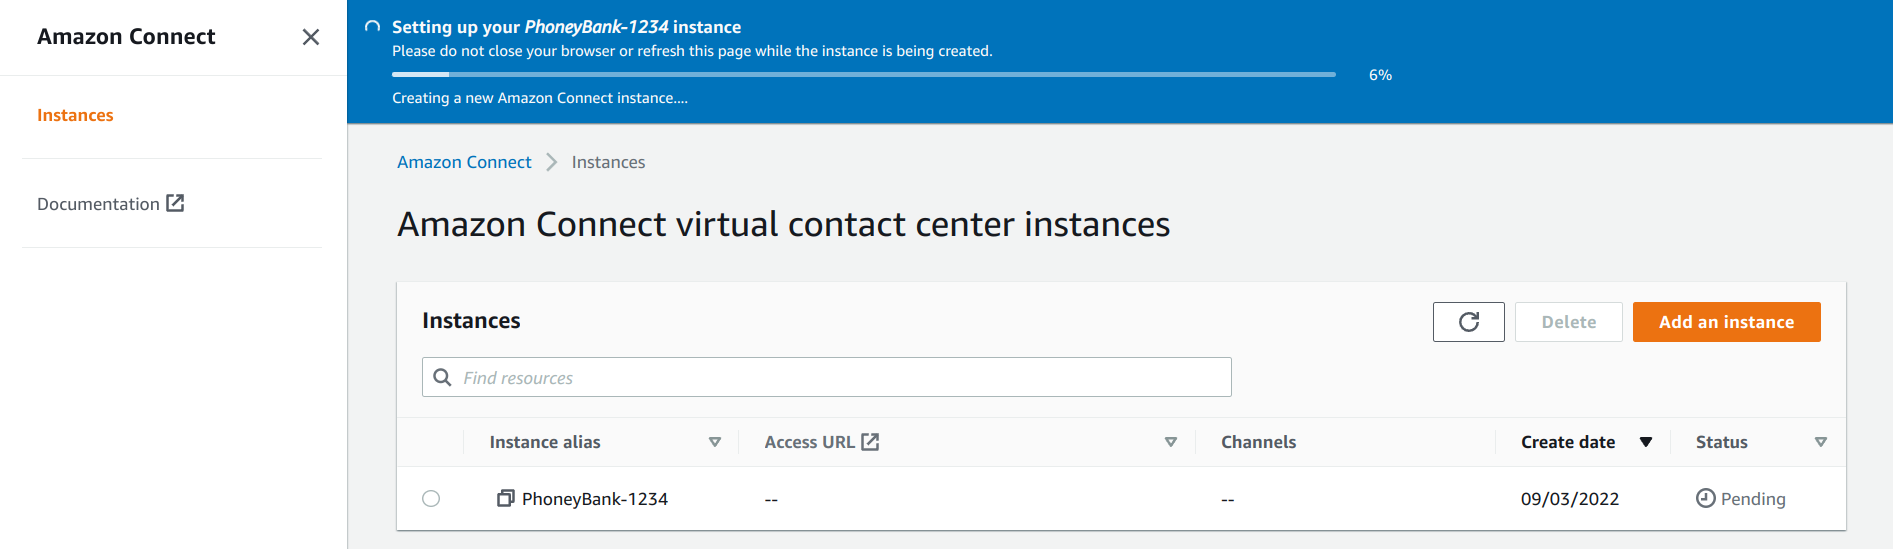 Amazon Connect
Instances
Documentation
Setting up your PhoneyBank-1234 instance
Please do not close your browser or refresh this page while the instance is being created.
6%
Creating a new Amazon Connect instance....
Amazon Connect > Instances
Amazon Connect virtual contact center instances
Instances
Delete
Add an instance
Find resources
Instance alias Access URL Channels Create date Status
PhoneyBank-1234 -- -- 09/03/2022 Pending